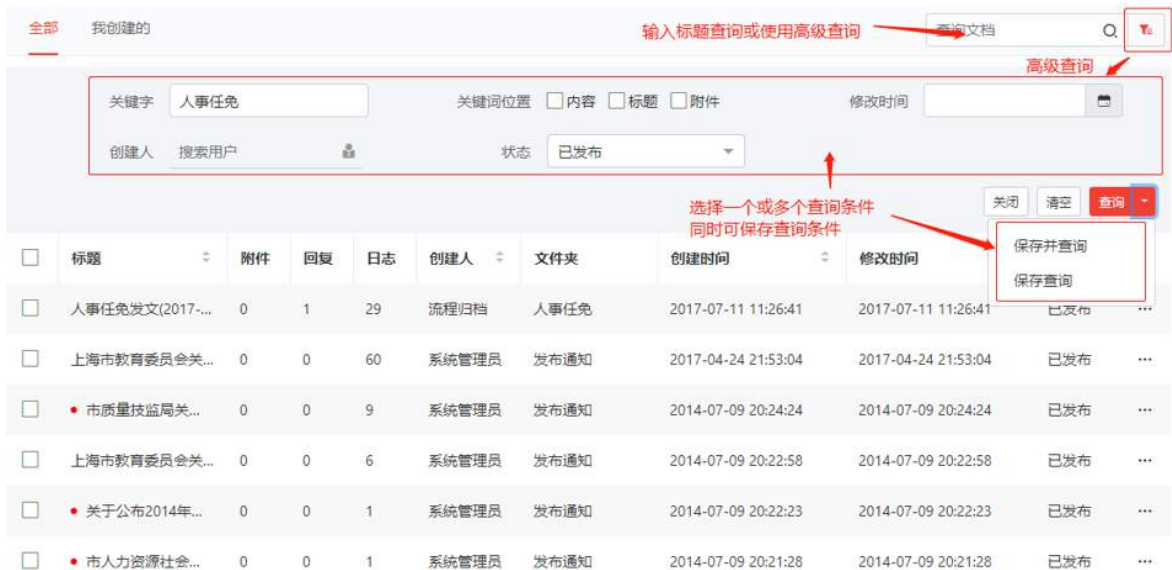 全部 我创建的 输入标题查询或使用高级查询 查询文档
高级查询
关键字 人事任免 关键词位置 内容 标题 附件 修改时间
创建人 搜索用户 状态 已发布
选择一个或多个查询条件 关闭 清空 查询
同时可保存查询条件
保存并查询
标题 附件 回复 日志 创建人 文件夹 创建时间 修改时间
保存查询
人事任免发文(2017-... 0 1 29 流程归档 人事任免 2017-07-11 11:26:41 2017-07-11 11:26:41 已发布 ...
上海市教育委员会关... 0 0 60 系统管理员 发布通知 2017-04-24 21:53:04 2017-04-24 21:53:04 已发布 ...
• 市质量技监局关... 0 0 9 系统管理员 发布通知 2014-07-09 20:24:24 2014-07-09 20:24:24 已发布 ...
上海市教育委员会关... 0 0 6 系统管理员 发布通知 2014-07-09 20:22:58 2014-07-09 20:22:58 已发布 ...
• 关于公布2014年... 0 0 1 系统管理员 发布通知 2014-07-09 20:22:23 2014-07-09 20:22:23 已发布 ...
• 市人力资源社会... 0 0 1 系统管理员 发布通知 2014-07-09 20:21:28 2014-07-09 20:21:28 已发布 ...